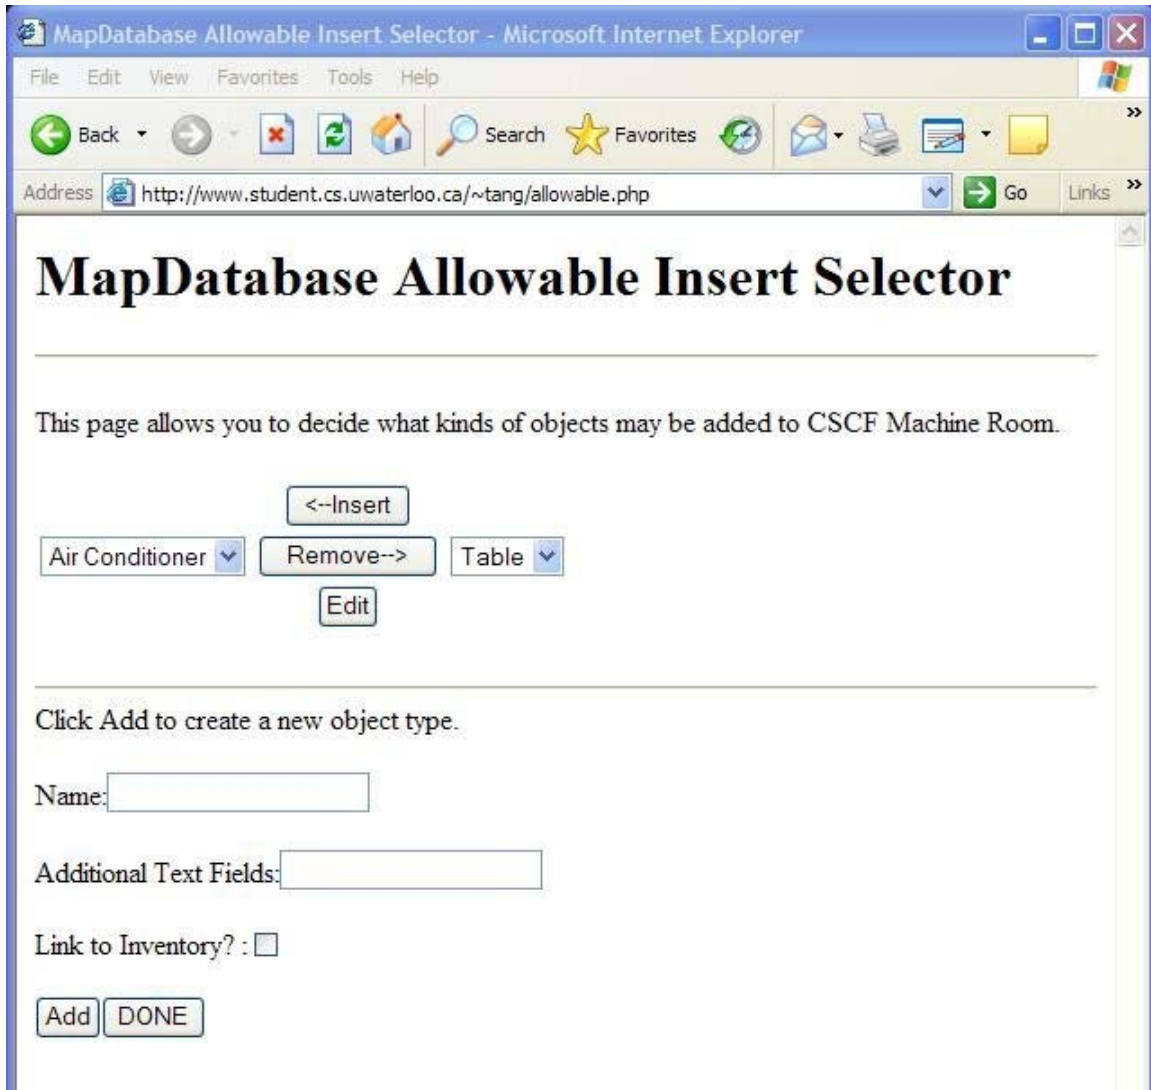 MapDatabase Allowable Insert Selector - Microsoft Internet Explorer
File Edit View Favorites Tools Help
Back Search Favorites »
Address http://www.student.cs.uwaterloo.ca/~tang/allowable.php Go Links »
MapDatabase Allowable Insert Selector
This page allows you to decide what kinds of objects may be added to CSCF Machine Room.
<--Insert
Air Conditioner Remove--> Table
Edit
Click Add to create a new object type.
Name:
Additional Text Fields:
Link to Inventory? :
Add DONE